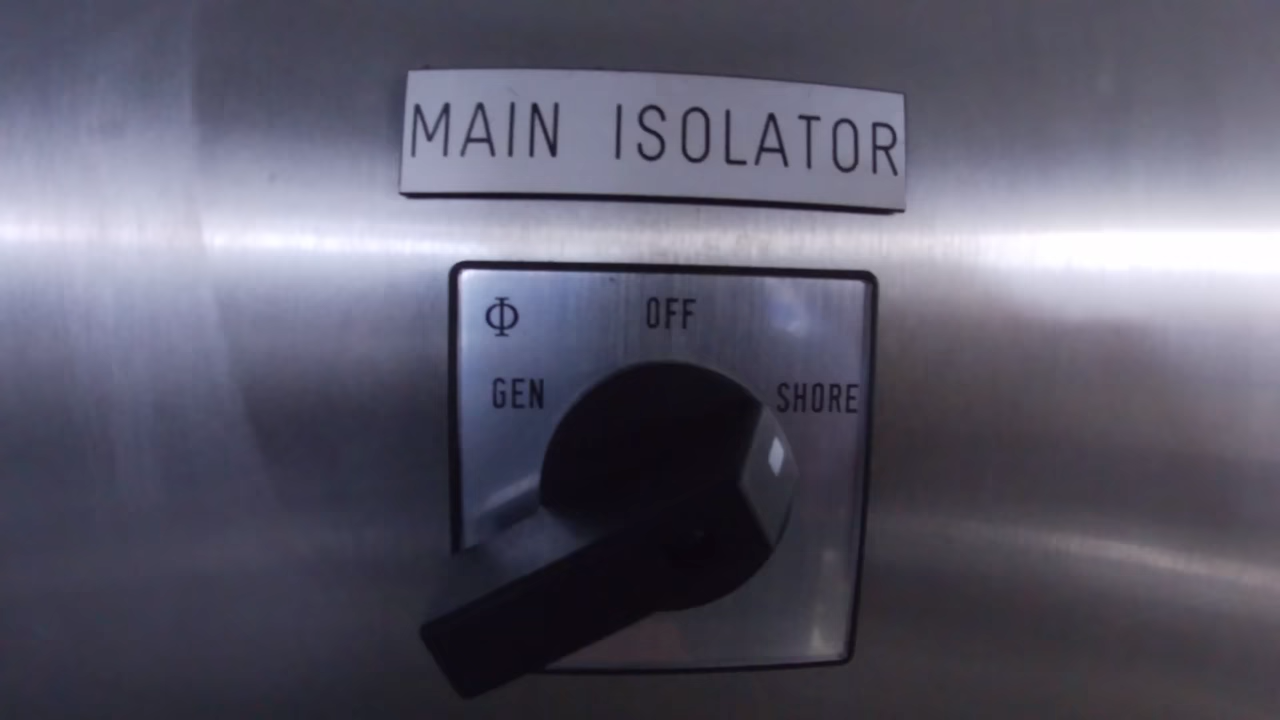 MAIN ISOLATOR
Φ
OFF
GEN
SHORE